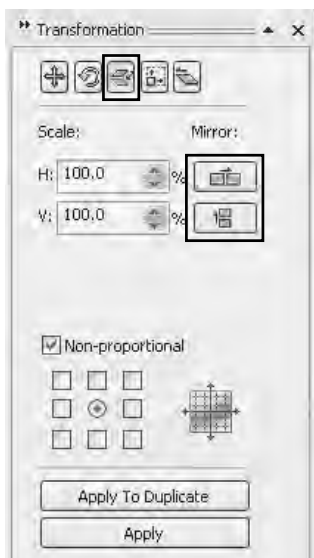 Transformation
Scale: Mirror:
H: 100.0 %
V: 100.0 %
Non-proportional
Apply To Duplicate
Apply